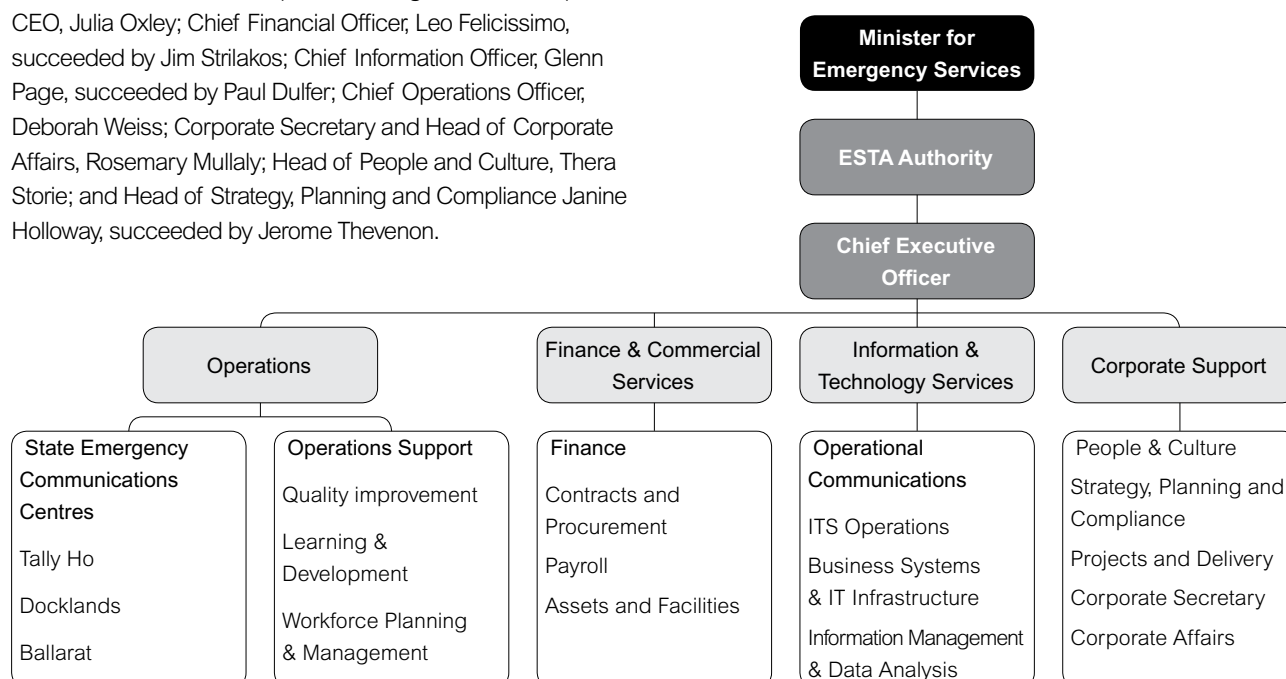 CEO, Julia Oxley; Chief Financial Officer, Leo Felicissimo,
succeeded by Jim Strilakos; Chief Information Officer, Glenn
Page, succeeded by Paul Dulfer; Chief Operations Officer,
Deborah Weiss; Corporate Secretary and Head of Corporate
Affairs, Rosemary Mullaly; Head of People and Culture, Thera
Storie; and Head of Strategy, Planning and Compliance Janine
Holloway, succeeded by Jerome Thevenon.
Minister for
Emergency Services
ESTA Authority
Chief Executive
Officer
Operations
Finance & Commercial
Services
Information &
Technology Services
Corporate Support
State Emergency
Communications
Centres
Tally Ho
Docklands
Ballarat
Operations Support
Quality improvement
Learning &
Development
Workforce Planning
& Management
Finance
Contracts and
Procurement
Payroll
Assets and Facilities
Operational
Communications
ITS Operations
Business Systems
& IT Infrastructure
Information Management
& Data Analysis
People & Culture
Strategy, Planning and
Compliance
Projects and Delivery
Corporate Secretary
Corporate Affairs